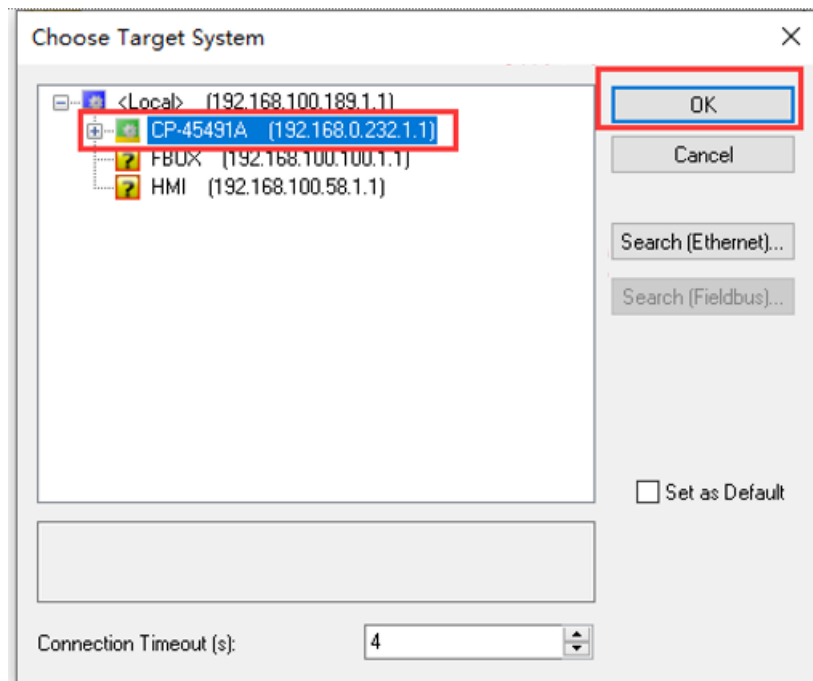 Choose Target System
<Local> (192.168.100.189.1.1)
CP-45491A (192.168.0.232.1.1)
FBOX (192.168.100.100.1.1)
HMI (192.168.100.58.1.1)
OK
Cancel
Search (Ethernet)...
Search (Fieldbus)...
Set as Default
Connection Timeout (s):
4